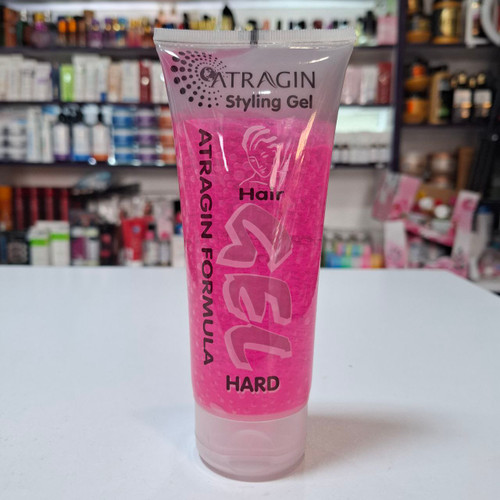 ATRAGIN
Styling Gel
Hair
GEL
HARD
ATRAGIN FORMULA